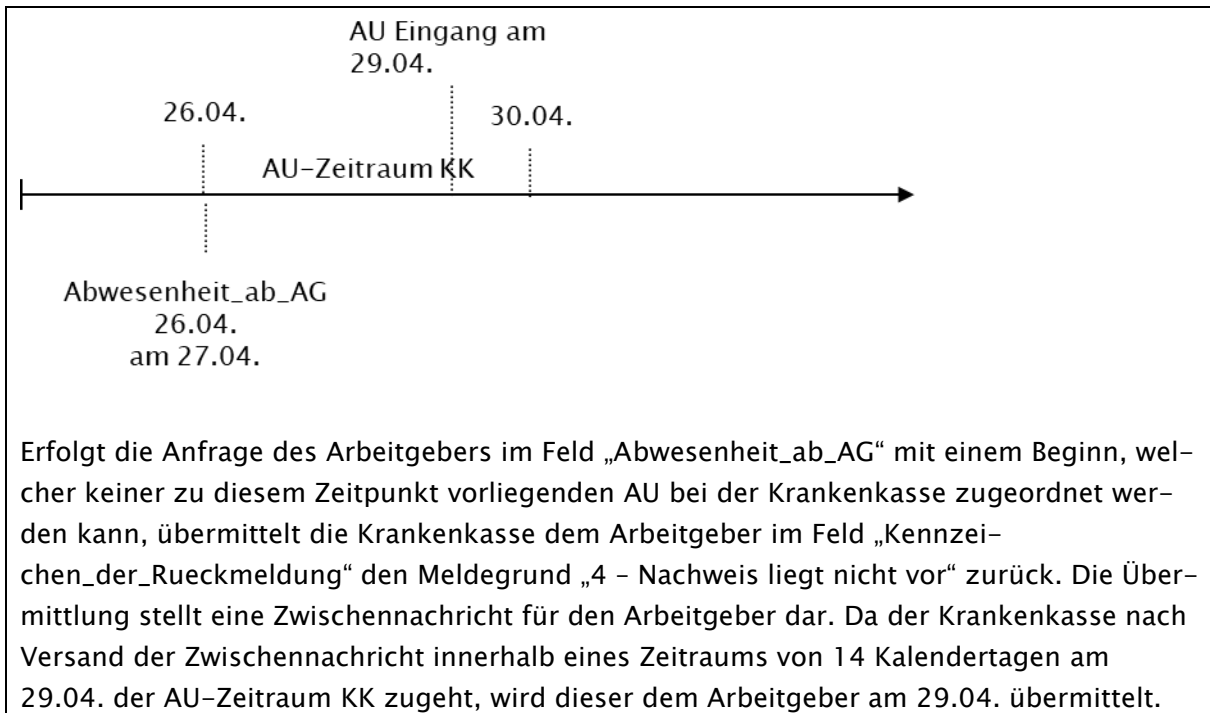 AU Eingang am
29.04.
26.04.
30.04.
AU-Zeitraum KK
Abwesenheit_ab_AG
26.04.
am 27.04.
Erfolgt die Anfrage des Arbeitgebers im Feld „Abwesenheit_ab_AG“ mit einem Beginn, wel-
cher keiner zu diesem Zeitpunkt vorliegenden AU bei der Krankenkasse zugeordnet wer-
den kann, übermittelt die Krankenkasse dem Arbeitgeber im Feld „Kennzei-
chen_der_Rueckmeldung“ den Meldegrund „4 – Nachweis liegt nicht vor“ zurück. Die Über-
mittlung stellt eine Zwischennachricht für den Arbeitgeber dar. Da der Krankenkasse nach
Versand der Zwischennachricht innerhalb eines Zeitraums von 14 Kalendertagen am
29.04. der AU-Zeitraum KK zugeht, wird dieser dem Arbeitgeber am 29.04. übermittelt.